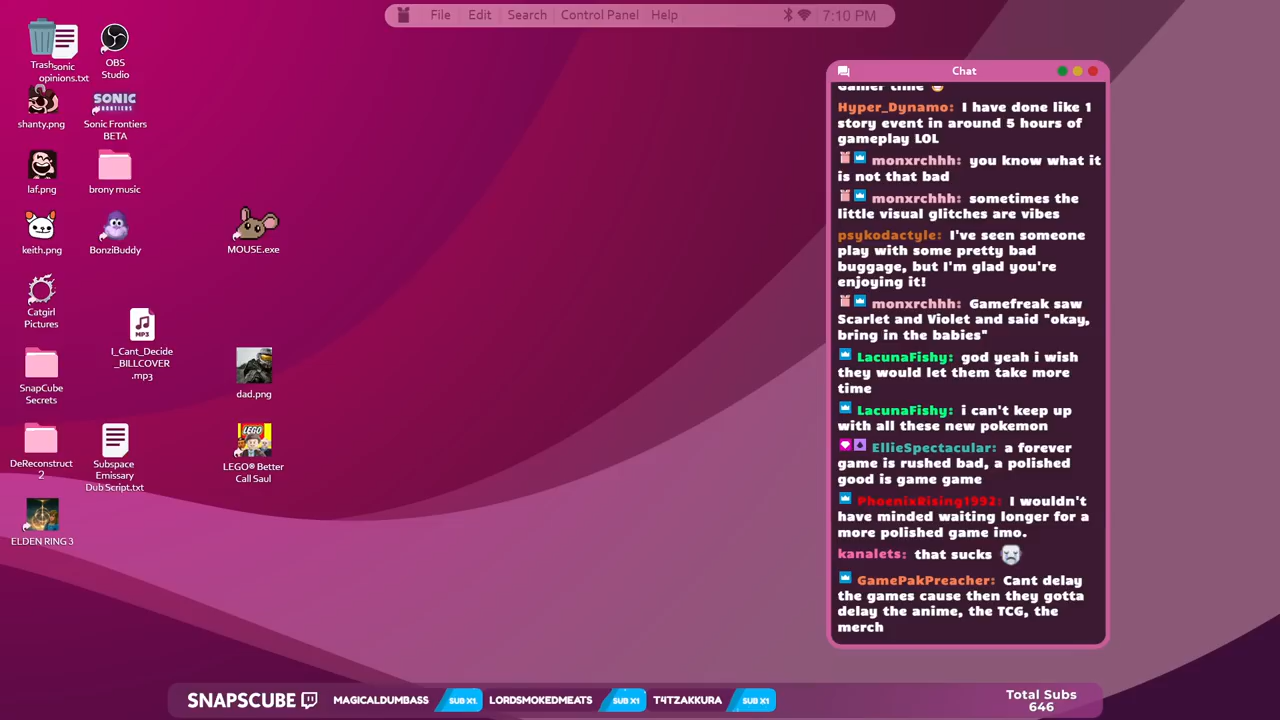 File Edit Search Control Panel Help 7:10 PM
Trash
sonic
opinions.txt
OBS
Studio
shanty.png
SONIC
FRONTIERS
Sonic Frontiers
BETA
laf.png
brony music
keith.png
BonziBuddy
MOUSE.exe
Catgirl
Pictures
MP3
I_Cant_Decide
_BILLCOVER
.mp3
SnapCube
Secrets
dad.png
DeReconstruct
2
Subspace
Emissary
Dub Script.txt
LEGO
LEGO® Better
Call Saul
ELDEN RING 3
Chat
Gamer time
Hyper_Dynamo: I have done like 1
story event in around 5 hours of
gameplay LOL
monxrchhh: you know what it
is not that bad
monxrchhh: sometimes the
little visual glitches are vibes
psykodactyle: I've seen someone
play with some pretty bad
buggage, but I'm glad you're
enjoying it!
monxrchhh: Gamefreak saw
Scarlet and Violet and said "okay,
bring in the babies"
LacunaFishy: god yeah i wish
they would let them take more
time
LacunaFishy: i can't keep up
with all these new pokemon
EllieSpectacular: a forever
game is rushed bad, a polished
good is game game
PhoenixRising1992: I wouldn't
have minded waiting longer for a
more polished game imo.
kanalets: that sucks
GamePakPreacher: Cant delay
the games cause then they gotta
delay the anime, the TCG, the
merch
SNAPSCUBE MAGICALDUMBASS SUB X1 LORDSMOKEDMEATS SUB X1 T4TZAKKURA SUB X1
Total Subs
646